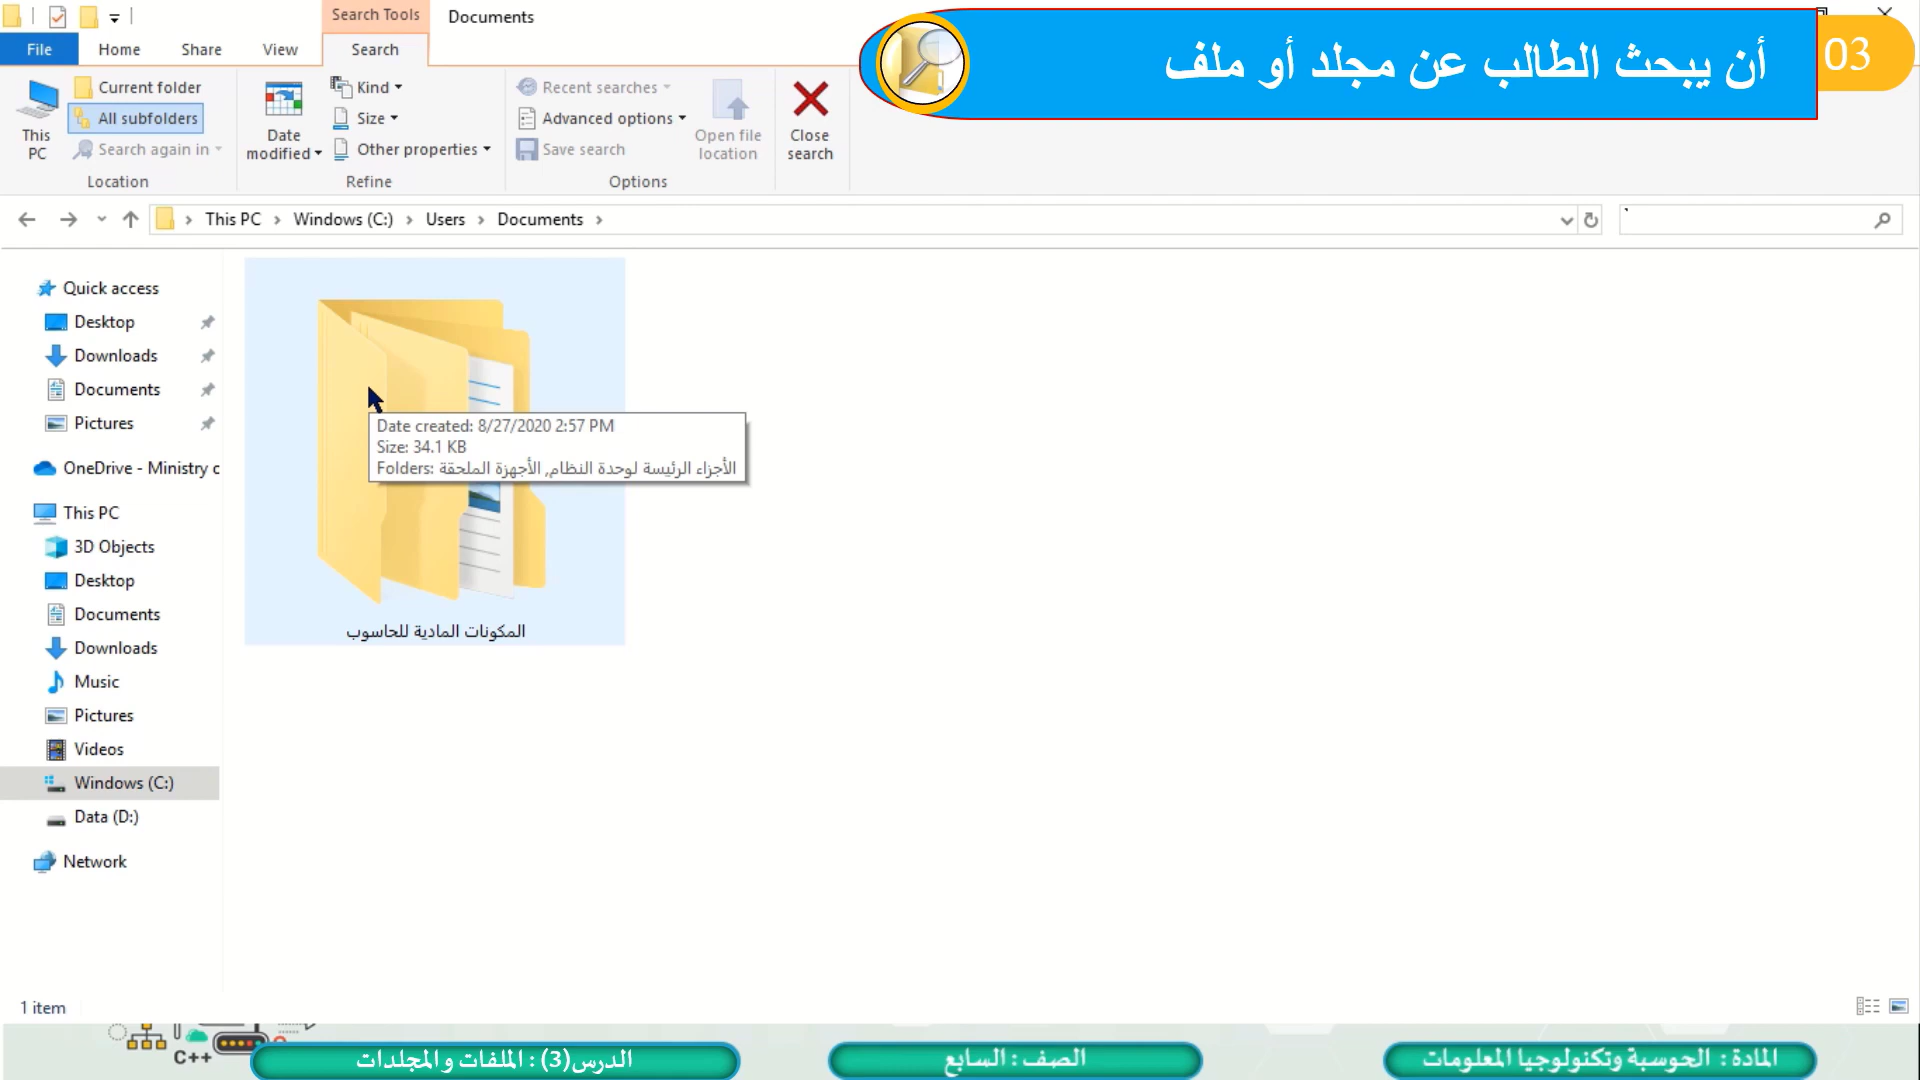 Search Tools
Documents
File
Home
Share
View
Search
03
أن يبحث الطالب عن مجلد أو ملف
This PC
Current folder
All subfolders
Search again in
Location
Date modified
Kind
Size
Other properties
Refine
Recent searches
Advanced options
Save search
Options
Open file location
Close search
This PC
Windows (C:)
Users
Documents
Quick access
Desktop
Downloads
Documents
Pictures
OneDrive - Ministry c
This PC
3D Objects
Desktop
Documents
Downloads
Music
Pictures
Videos
Windows (C:)
Data (D:)
Network
Date created: 8/27/2020 2:57 PM
Size: 34.1 KB
Folders: الأجزاء الرئيسة لوحدة النظام, الأجهزة الملحقة
المكونات المادية للحاسوب
1 item
C++
المادة : الحوسبة وتكنولوجيا المعلومات
الصف : السابع
الدرس(3) : الملفات و المجلدات